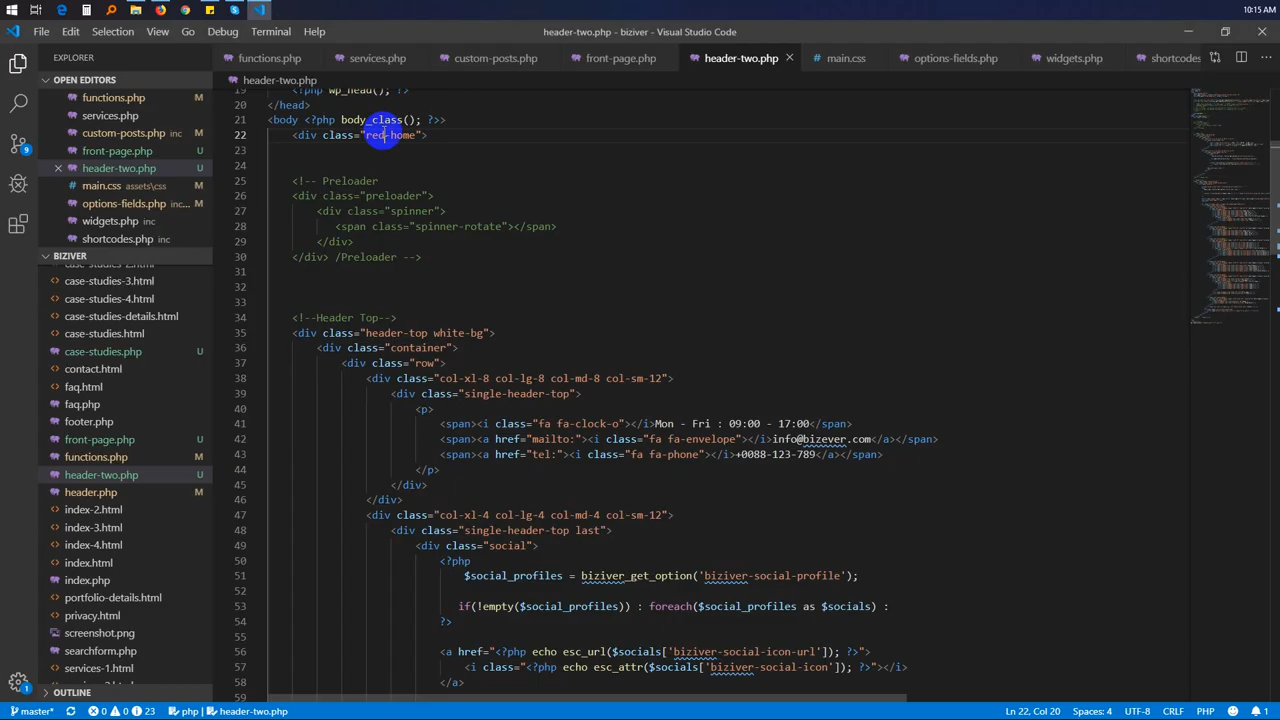 10:15 AM
File Edit Selection View Go Debug Terminal Help
header-two.php - biziver - Visual Studio Code
EXPLORER
functions.php services.php custom-posts.php front-page.php header-two.php main.css options-fields.php widgets.php shortcodes
OPEN EDITORS
header-two.php
functions.php M
services.php
custom-posts.php inc M
front-page.php U
header-two.php U
main.css assets\css M
options-fields.php inc... M
widgets.php inc
shortcodes.php inc M
BIZIVER
case-studies-2.html
case-studies-3.html
case-studies-4.html
case-studies-details.html
case-studies.html
case-studies.php U
contact.html
faq.html
faq.php
footer.php
front-page.php U
functions.php M
header-two.php U
header.php M
index-2.html
index-3.html
index-4.html
index.html
index.php
portfolio-details.html
privacy.html
screenshot.png
searchform.php
services-1.html
OUTLINE
19 <?php wp_head(); ?>
20 </head>
21 <body <?php body_class(); ?>>
22 <div class="red-home">
23
24
25 <!-- Preloader
26 <div class="preloader">
27 <div class="spinner">
28 <span class="spinner-rotate"></span>
29 </div>
30 </div> /Preloader -->
31
32
33
34 <!--Header Top-->
35 <div class="header-top white-bg">
36 <div class="container">
37 <div class="row">
38 <div class="col-xl-8 col-lg-8 col-md-8 col-sm-12">
39 <div class="single-header-top">
40 <p>
41 <span><i class="fa fa-clock-o"></i>Mon - Fri : 09:00 - 17:00</span>
42 <span><a href="mailto:"><i class="fa fa-envelope"></i>info@bizever.com</a></span>
43 <span><a href="tel:"><i class="fa fa-phone"></i>+0088-123-789</a></span>
44 </p>
45 </div>
46 </div>
47 <div class="col-xl-4 col-lg-4 col-md-4 col-sm-12">
48 <div class="single-header-top last">
49 <div class="social">
50 <?php
51 $social_profiles = biziver_get_option('biziver-social-profile');
52
53 if(!empty($social_profiles)) : foreach($social_profiles as $socials) :
54 ?>
55
56 <a href="<?php echo esc_url($socials['biziver-social-icon-url']); ?>">
57 <i class="<?php echo esc_attr($socials['biziver-social-icon']); ?>"></i>
58 </a>
59
master* 0 0 23 php header-two.php Ln 22, Col 20 Spaces: 4 UTF-8 CRLF PHP 1